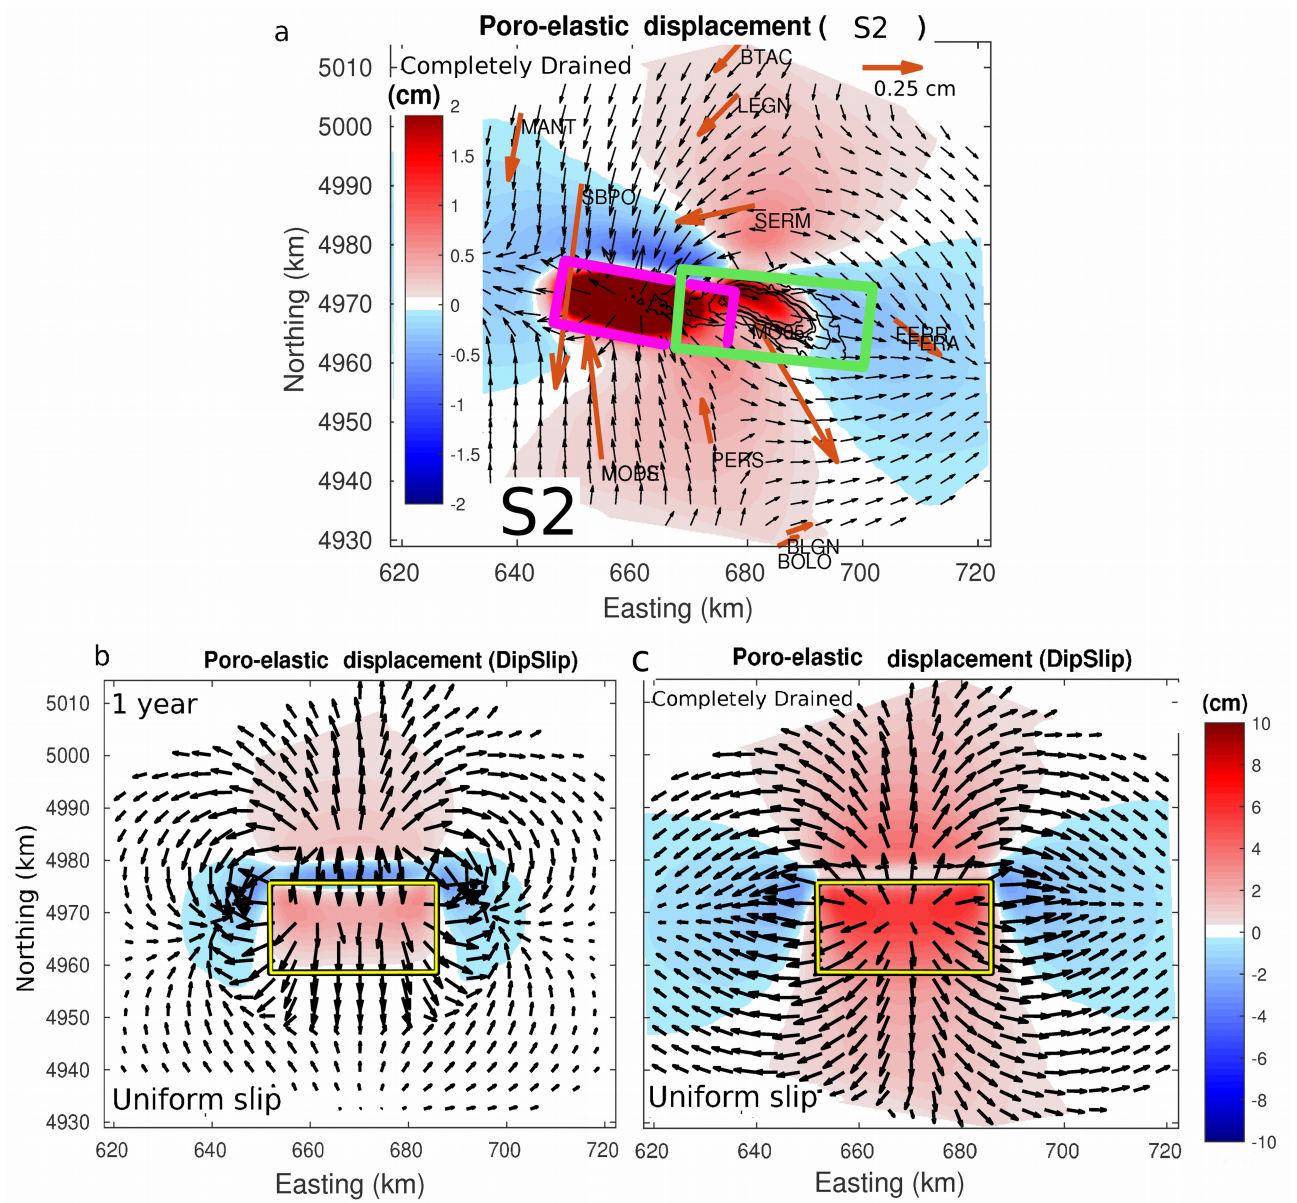 a
Poro-elastic displacement ( S2 )
Completely Drained
(cm)
2
1.5
1
0.5
0
-0.5
-1
-1.5
-2
0.25 cm
BTAC
LEGN
MANT
SBPO
SERM
FERR
FERA
PERS
BLGN
BOLO
S2
5010
5000
4990
4980
4970
4960
4950
4940
4930
Northing (km)
620 640 660 680 700 720
Easting (km)
b
Poro-elastic displacement (DipSlip)
1 year
Uniform slip
5010
5000
4990
4980
4970
4960
4950
4940
4930
Northing (km)
620 640 660 680 700 720
Easting (km)
C
Poro-elastic displacement (DipSlip)
Completely Drained
Uniform slip
620 640 660 680 700 720
Easting (km)
(cm)
10
8
6
4
2
0
-2
-4
-6
-8
-10